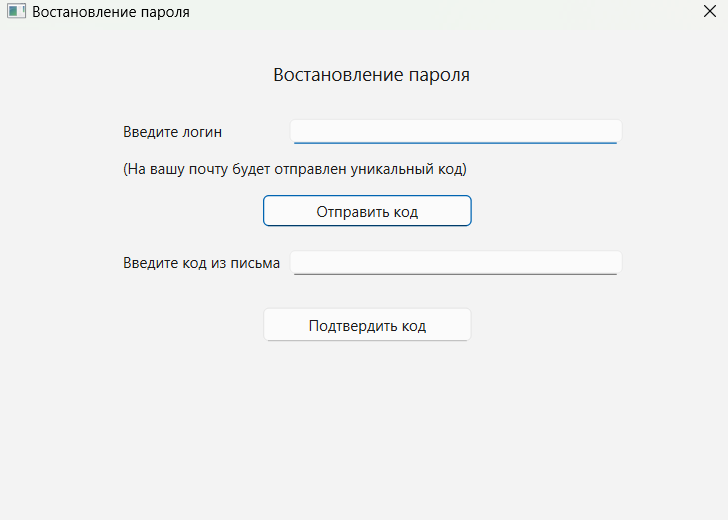 Востановление пароля
Востановление пароля
Введите логин
(На вашу почту будет отправлен уникальный код)
Отправить код
Введите код из письма
Подтвердить код